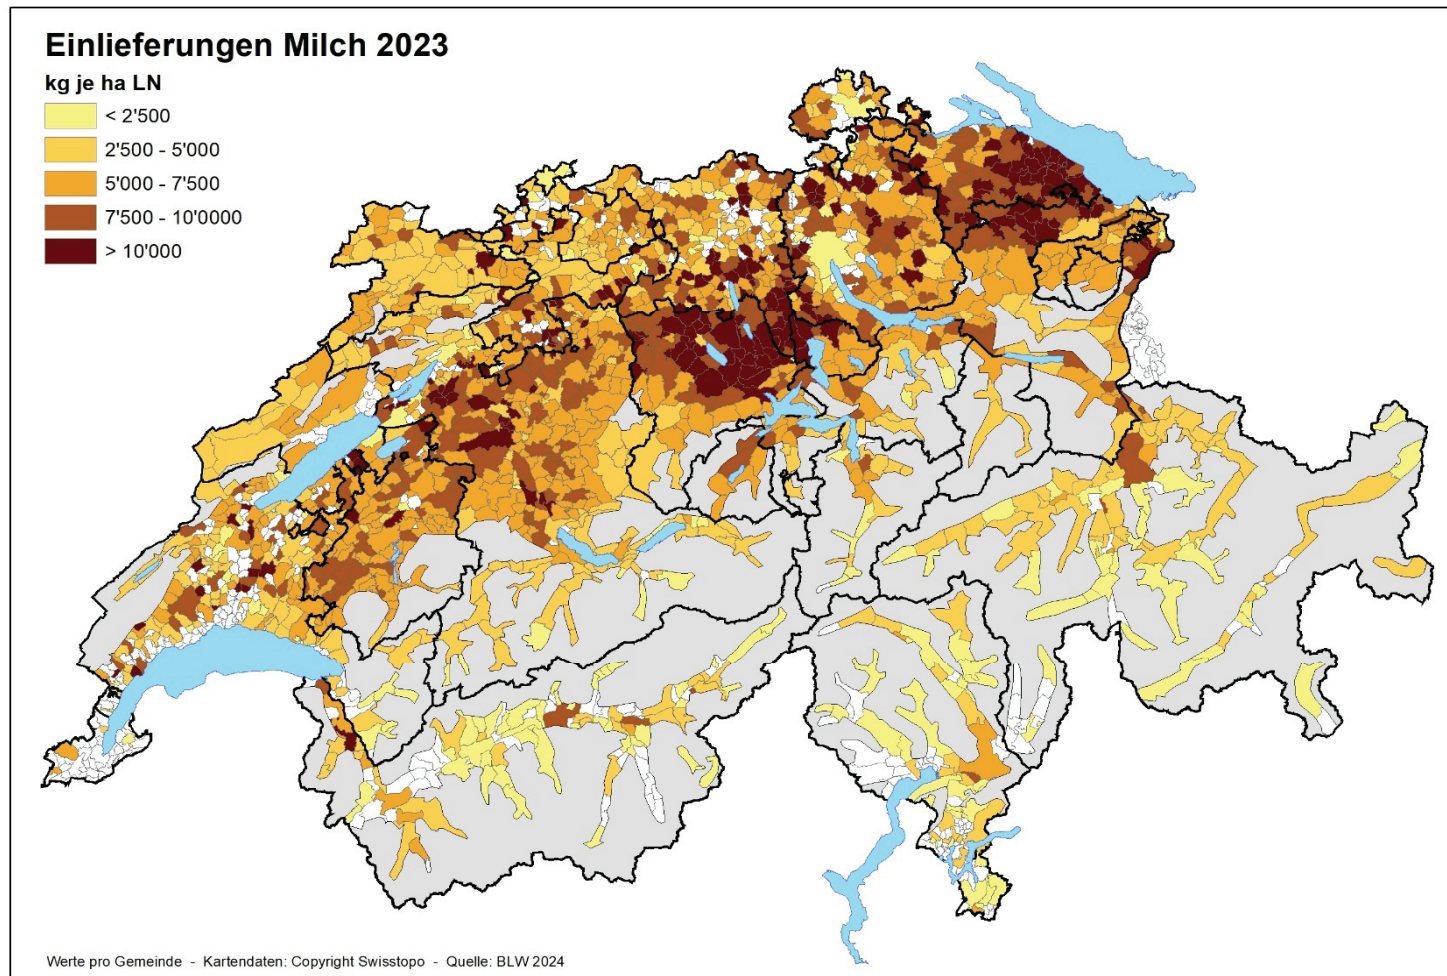 Einlieferungen Milch 2023
kg je ha LN
< 2'500
2'500 - 5'000
5'000 - 7'500
7'500 - 10'0000
> 10'000
Werte pro Gemeinde - Kartendaten: Copyright Swisstopo - Quelle: BLW 2024